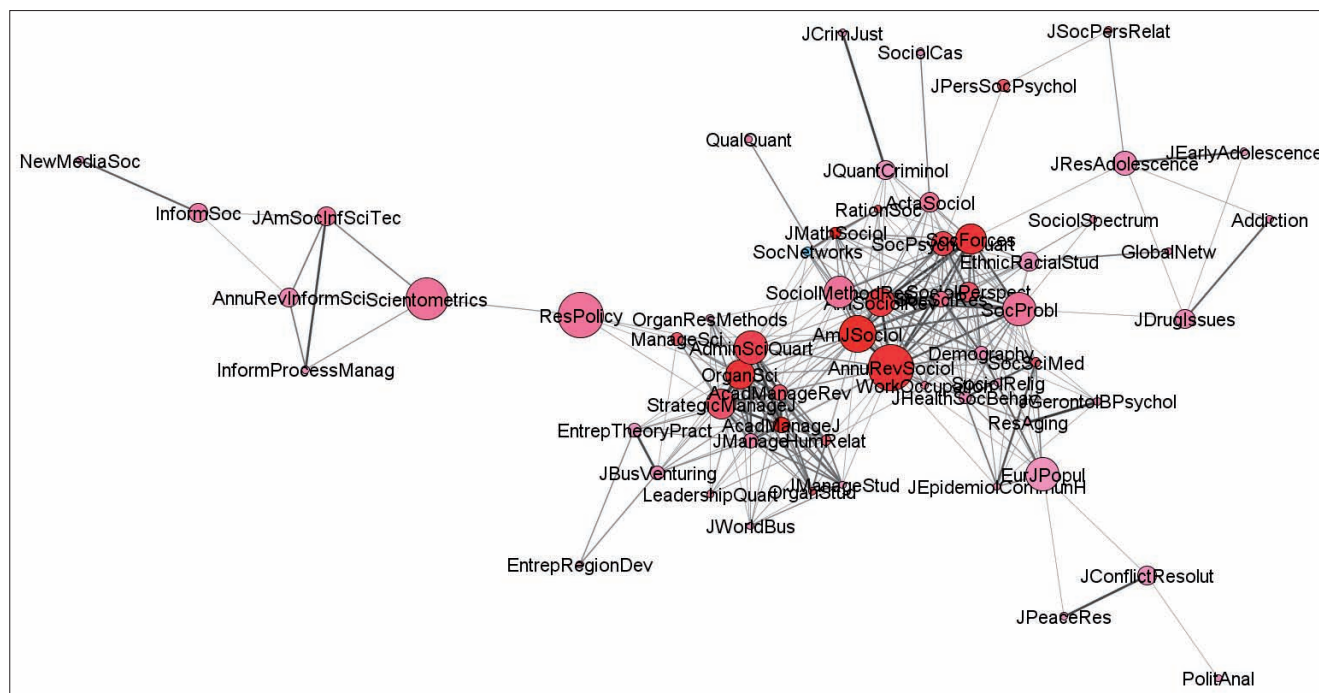 JCrimJust
JSocPersRelat
SociolCas
JPersSocPsychol
QualQuant
NewMediaSoc
JEarlyAdolescence
JResAdolescence
JQuantCriminol
ActaSociol
RationSoc
InformSoc
JAmSocInfSciTec
SociolSpectrum
Addiction
JMathSociol
SocForces
SocNetworks
GlobalNetw
EthnicRacialStud
AnnuRevInformSci
Scientometrics
SociolMethodRes
SocProbl
ResPolicy
OrganResMethods
JDrugIssues
AmJSociol
ManageSci
AdminSciQuart
Demography
SocSciMed
InformProcessManag
AnnuRevSociol
OrganSci
WorkOccupation
SociolRelig
AcadManageRev
JHealthSocBehav
JGerontolBPsychol
StrategicManageJ
ResAging
AcadManageJ
EntrepTheoryPract
JManage
HumRelat
JBusVenturing
EurJPopul
JManageStud
JEpidemiolCommunH
LeadershipQuart
OrganStud
JWorldBus
EntrepRegionDev
JConflictResolut
JPeaceRes
PolitAnal